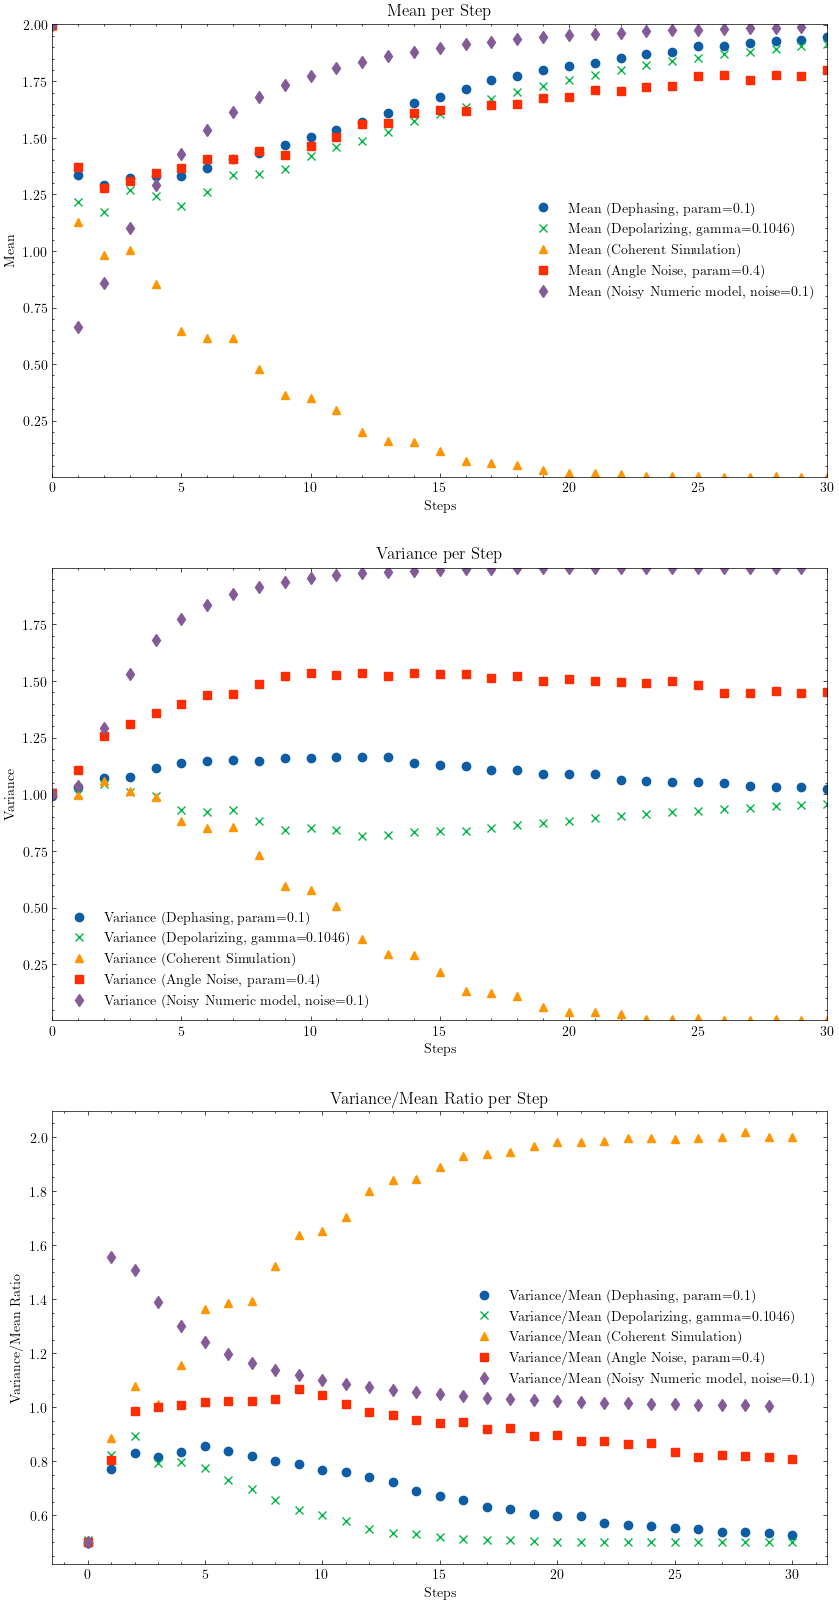 Mean per Step
2.00
1.75
1.50
1.25
1.00
0.75
0.50
0.25
Mean
Mean (Dephasing, param=0.1)
Mean (Depolarizing, gamma=0.1046)
Mean (Coherent Simulation)
Mean (Angle Noise, param=0.4)
Mean (Noisy Numeric model, noise=0.1)
0 5 10 15 20 25 30
Steps
Variance per Step
1.75
1.50
1.25
1.00
0.75
0.50
0.25
Variance
Variance (Dephasing, param=0.1)
Variance (Depolarizing, gamma=0.1046)
Variance (Coherent Simulation)
Variance (Angle Noise, param=0.4)
Variance (Noisy Numeric model, noise=0.1)
0 5 10 15 20 25 30
Steps
Variance/Mean Ratio per Step
2.0
1.8
1.6
1.4
1.2
1.0
0.8
0.6
Variance/Mean Ratio
Variance/Mean (Dephasing, param=0.1)
Variance/Mean (Depolarizing, gamma=0.1046)
Variance/Mean (Coherent Simulation)
Variance/Mean (Angle Noise, param=0.4)
Variance/Mean (Noisy Numeric model, noise=0.1)
0 5 10 15 20 25 30
Steps